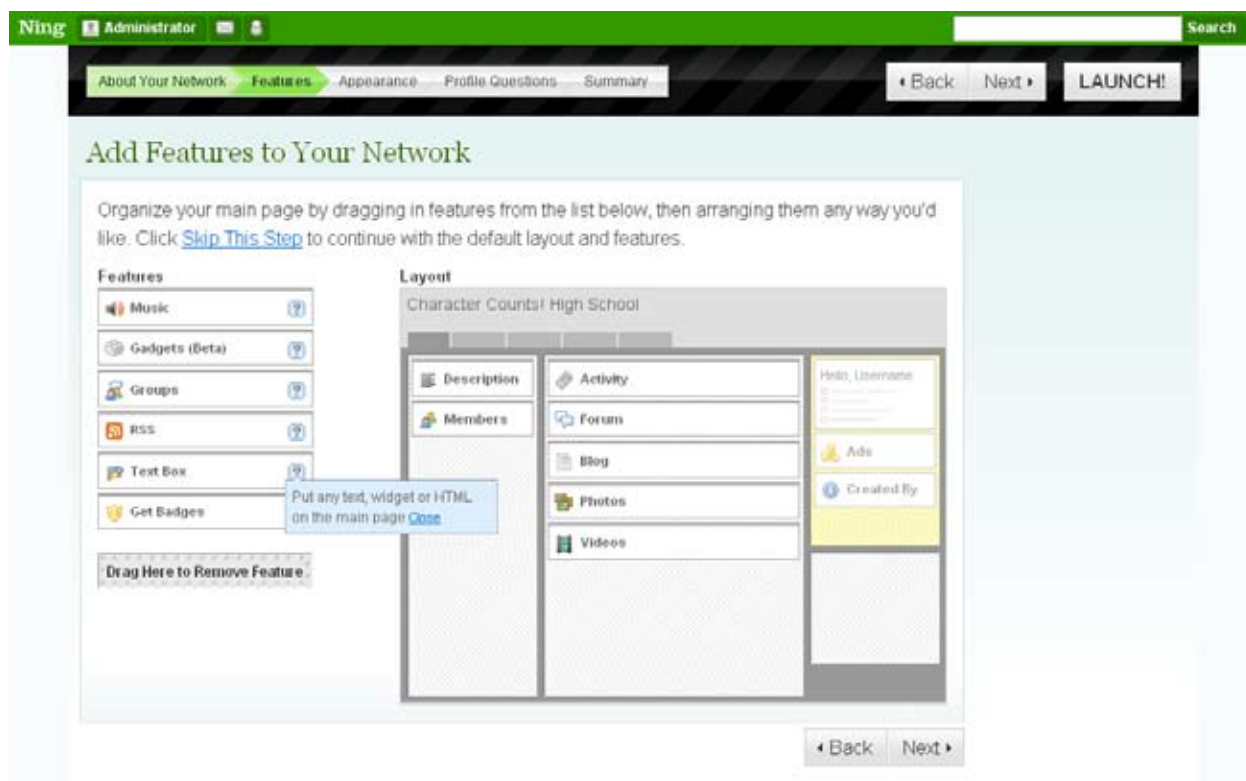 Ning Administrator Search
About Your Network Features Appearance Profile Questions Summary Back Next LAUNCH!
Add Features to Your Network
Organize your main page by dragging in features from the list below, then arranging them any way you'd
like. Click Skip This Step to continue with the default layout and features.
Features
Music
Gadgets (Beta)
Groups
RSS
Text Box
Get Badges
Put any text, widget or HTML
on the main page Close
Drag Here to Remove Feature
Layout
Character Counts! High School
Description
Members
Activity
Forum
Blog
Photos
Videos
Hello, Username
Ads
Created By
Back Next